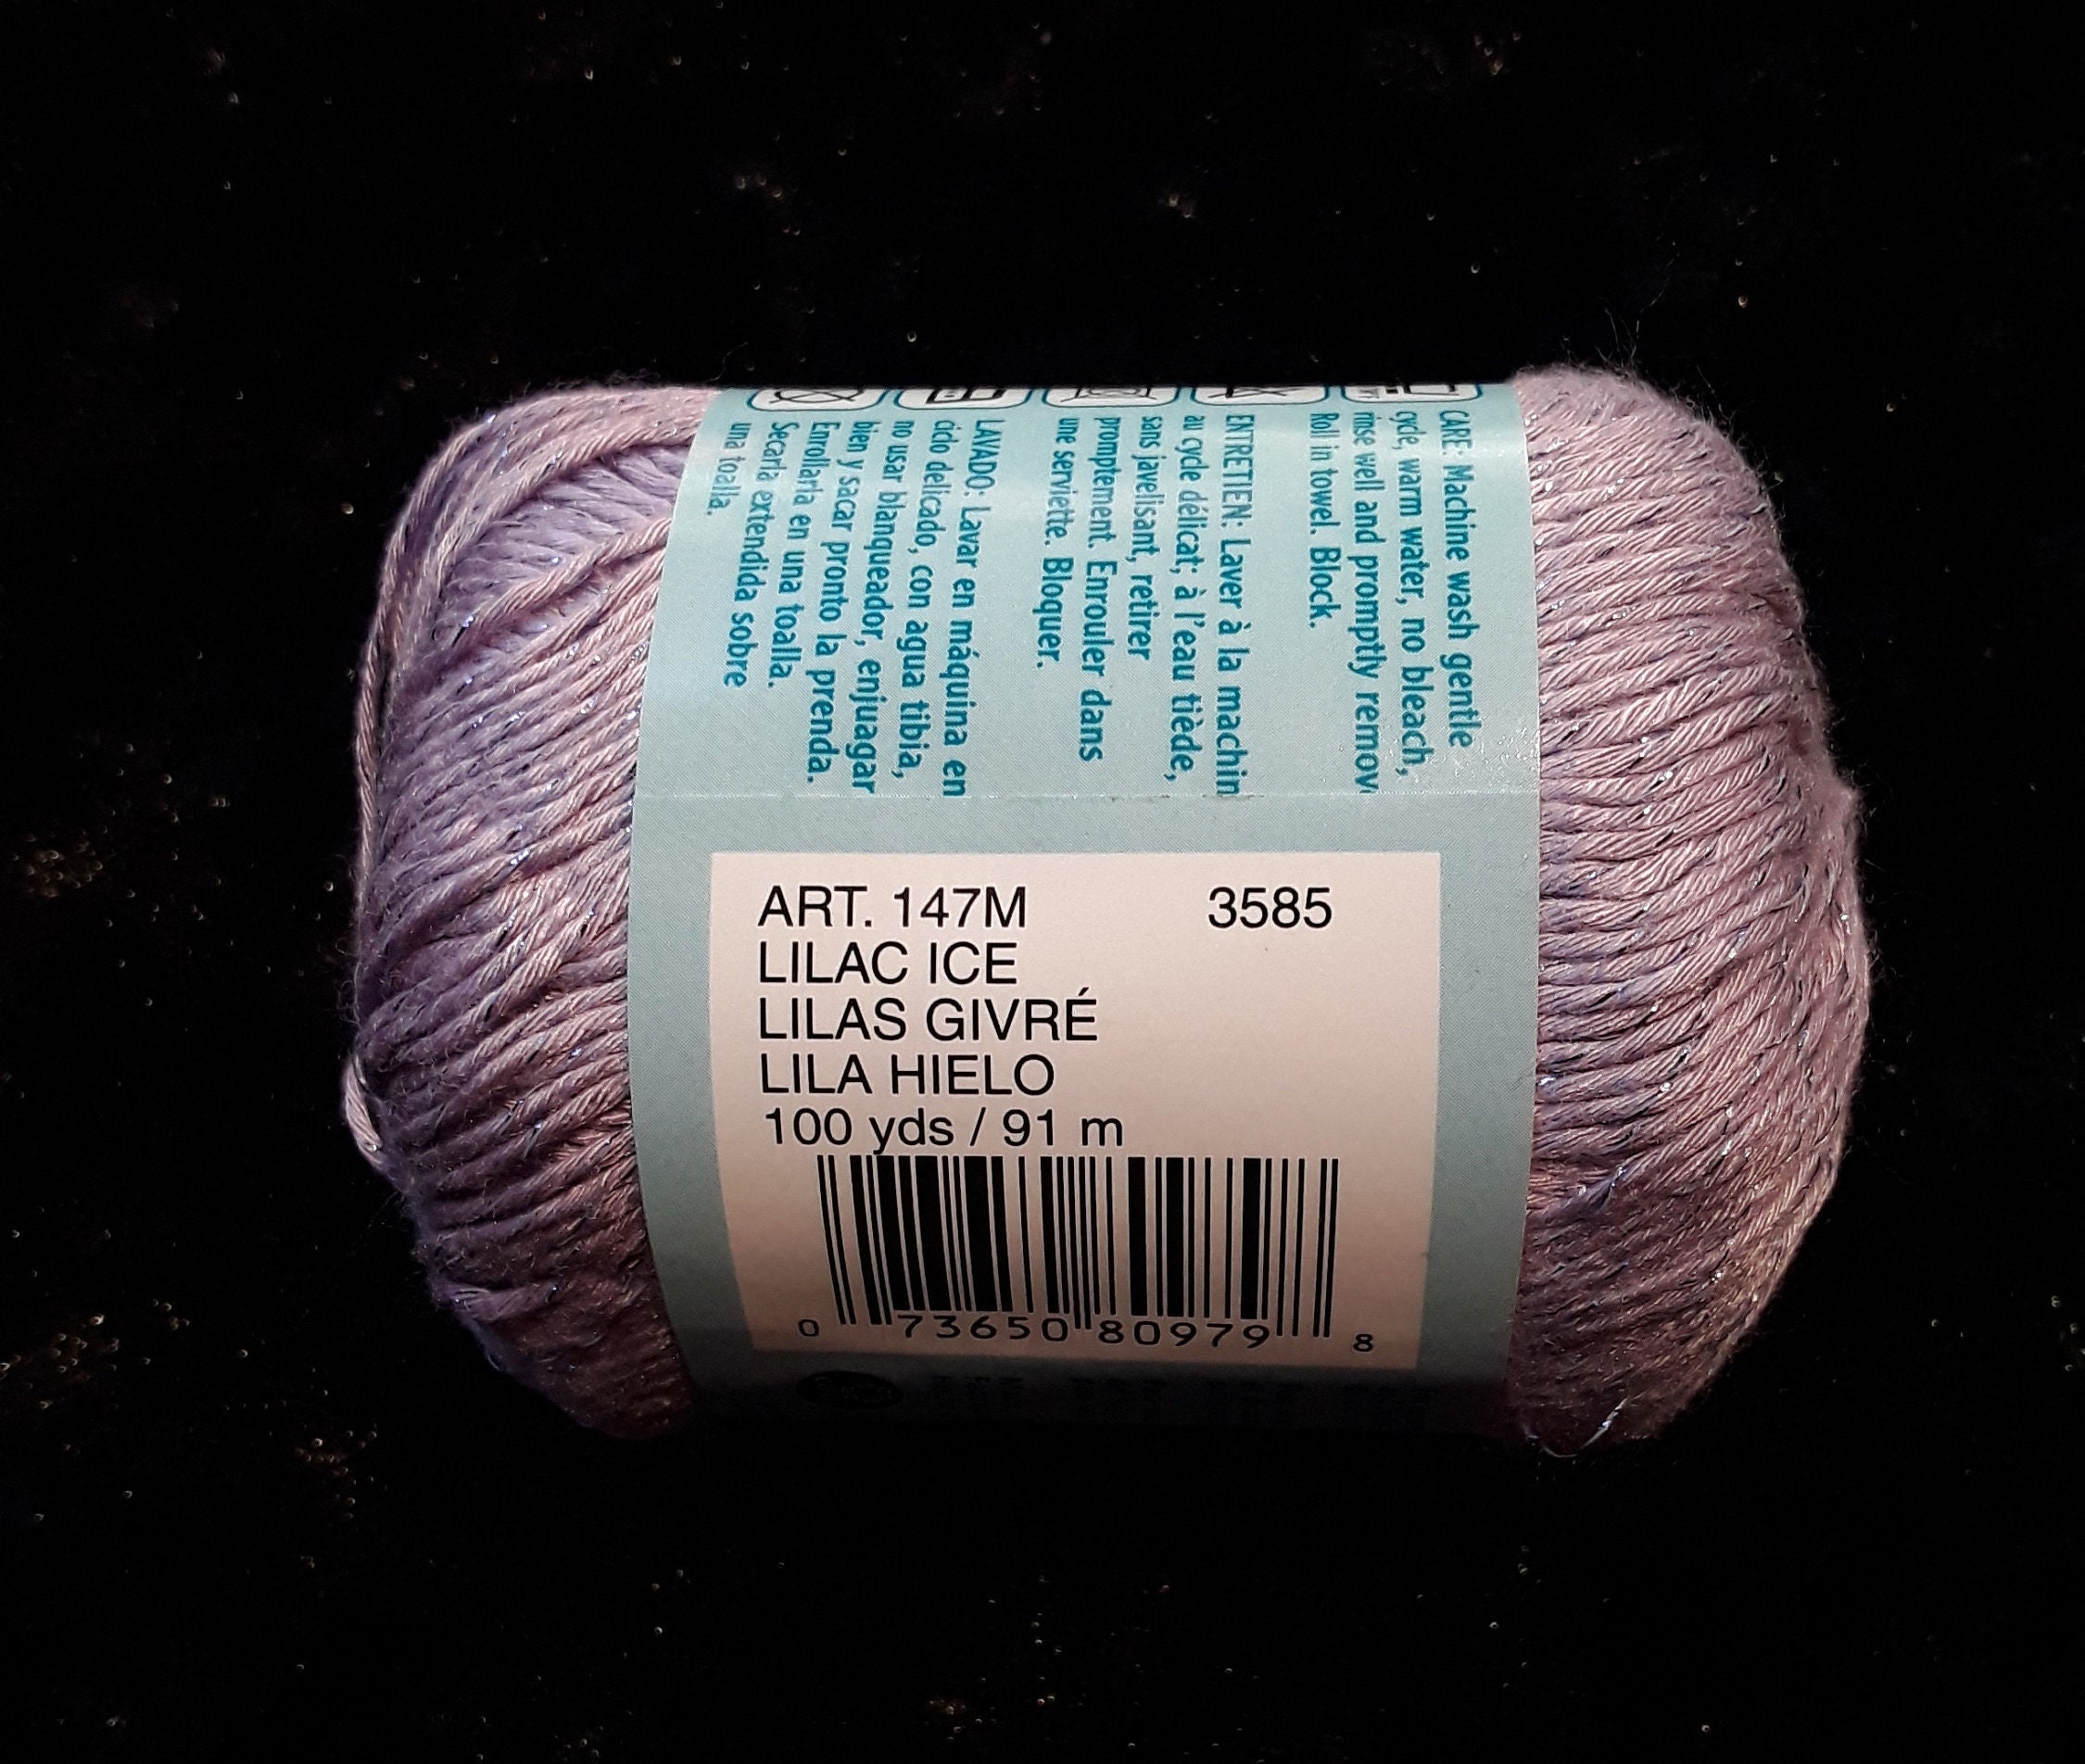 CARE: Machine wash gentle
cycle, warm water, no bleach,
rinse well and promptly remov
Roll in towel. Block.
ENTRETIEN: Laver à la machin
au cycle délicat; à l'eau tiède,
sans javelisant, retirer
promptement. Enrouler dans
une serviette. Bloquer.
LAVADO: Lavar en máquina en
ciclo delicado, con agua tibia,
no usar blanqueador, enjuagar
bien y sacar pronto la prenda.
Enrollarla en una toalla.
Secarla extendida sobre
una toalla.
ART. 147M 3585
LILAC ICE
LILAS GIVRÉ
LILA HIELO
100 yds / 91 m
0 73650 80979 8